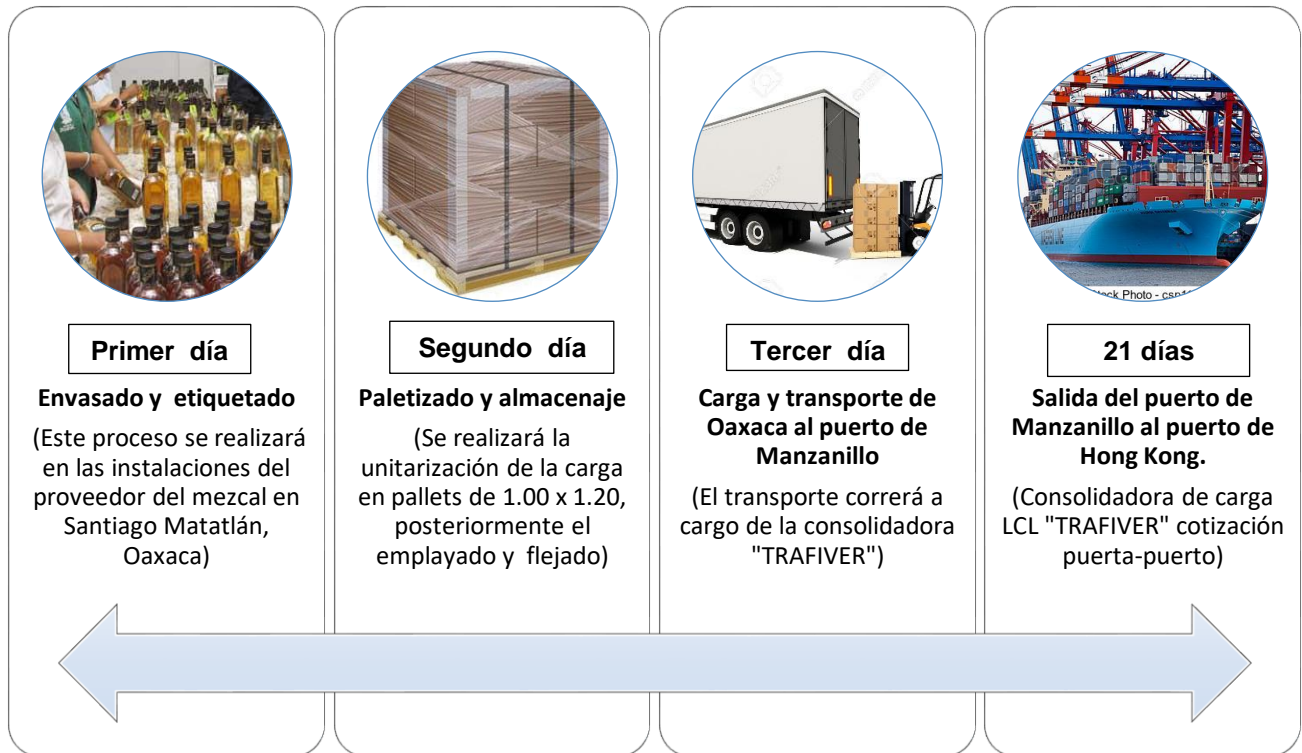 Stock Photo - csp1
Primer día
Envasado y etiquetado
(Este proceso se realizará
en las instalaciones del
proveedor del mezcal en
Santiago Matatlán,
Oaxaca)
Segundo día
Paletizado y almacenaje
(Se realizará la
unitarización de la carga
en pallets de 1.00 x 1.20,
posteriormente el
emplayado y flejado)
Tercer día
Carga y transporte de
Oaxaca al puerto de
Manzanillo
(El transporte correrá a
cargo de la consolidadora
"TRAFIVER")
21 días
Salida del puerto de
Manzanillo al puerto de
Hong Kong.
(Consolidadora de carga
LCL "TRAFIVER" cotización
puerta-puerto)